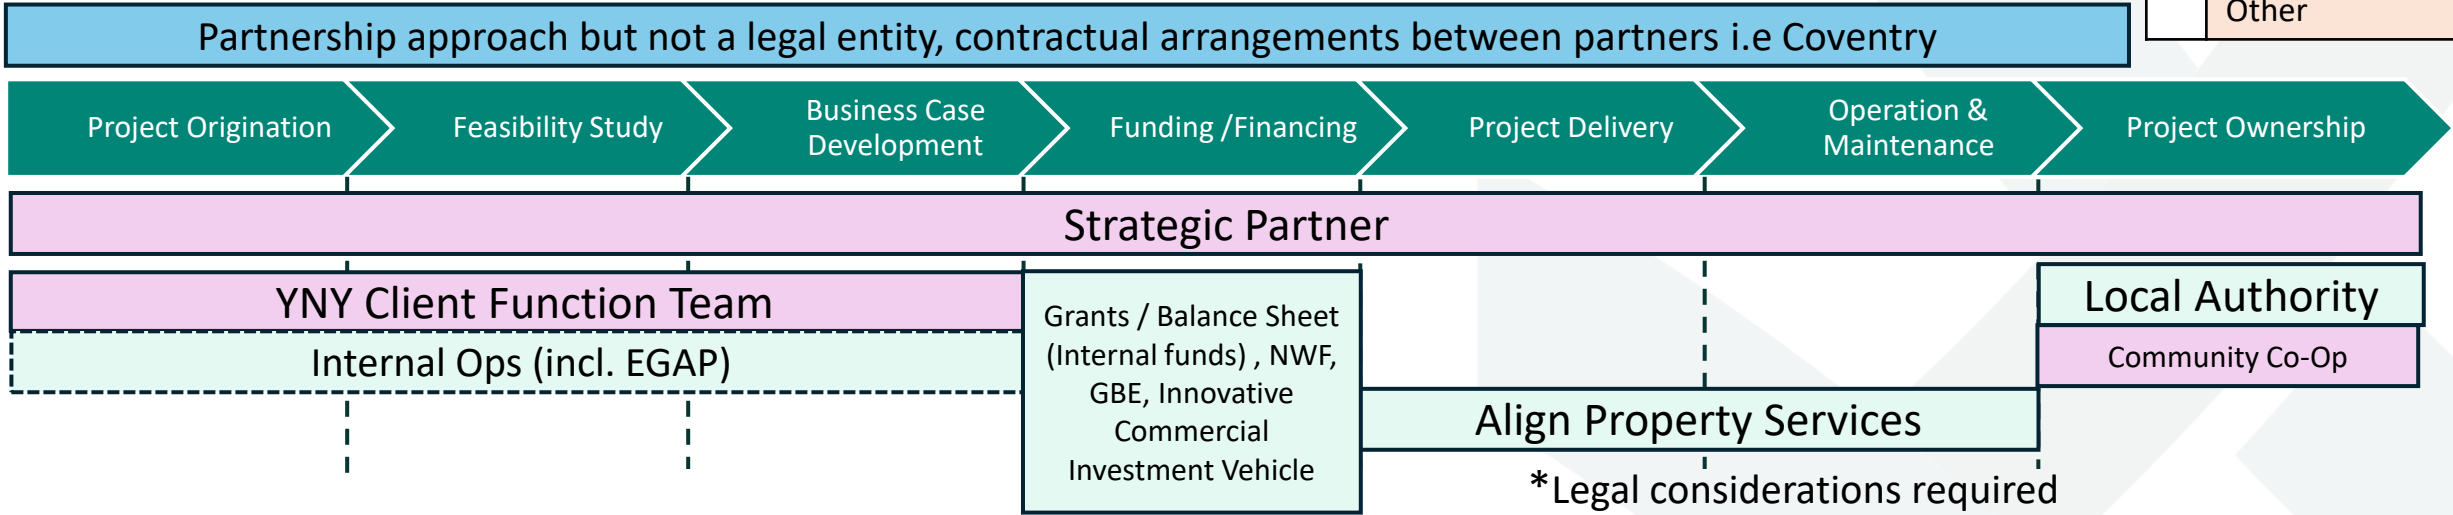 Other
Partnership approach but not a legal entity, contractual arrangements between partners i.e Coventry
Project Origination
Feasibility Study
Business Case
Development
Funding /Financing
Project Delivery
Operation &
Maintenance
Project Ownership
Strategic Partner
YNY Client Function Team
Internal Ops (incl. EGAP)
Grants / Balance Sheet
(Internal funds) , NWF,
GBE, Innovative
Commercial
Investment Vehicle
Local Authority
Community Co-Op
Align Property Services
*Legal considerations required